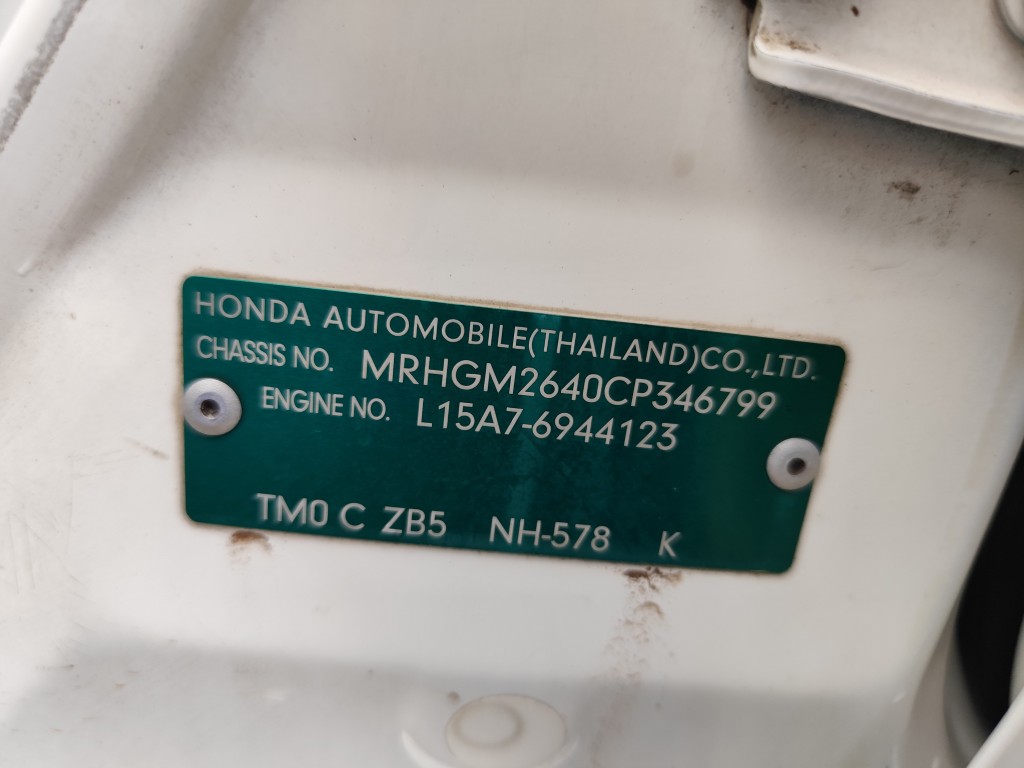 HONDA AUTOMOBILE(THAILAND)CO.,LTD.
CHASSIS NO. MRHGM2640CP346799
ENGINE NO. L15A7-6944123
TM0 C ZB5 NH-578 K